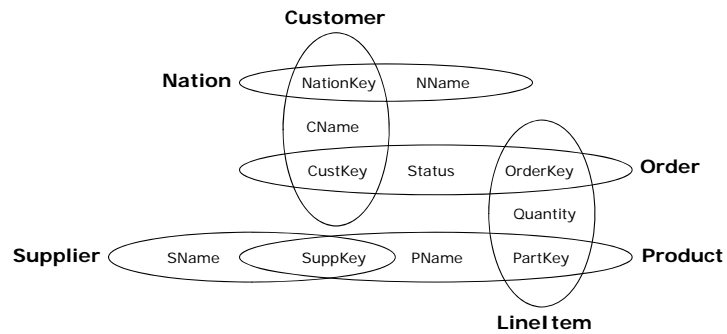 Customer
Nation NationKey NName
CName
CustKey Status OrderKey Order
Quantity
Supplier SName SuppKey PName PartKey Product
LineItem